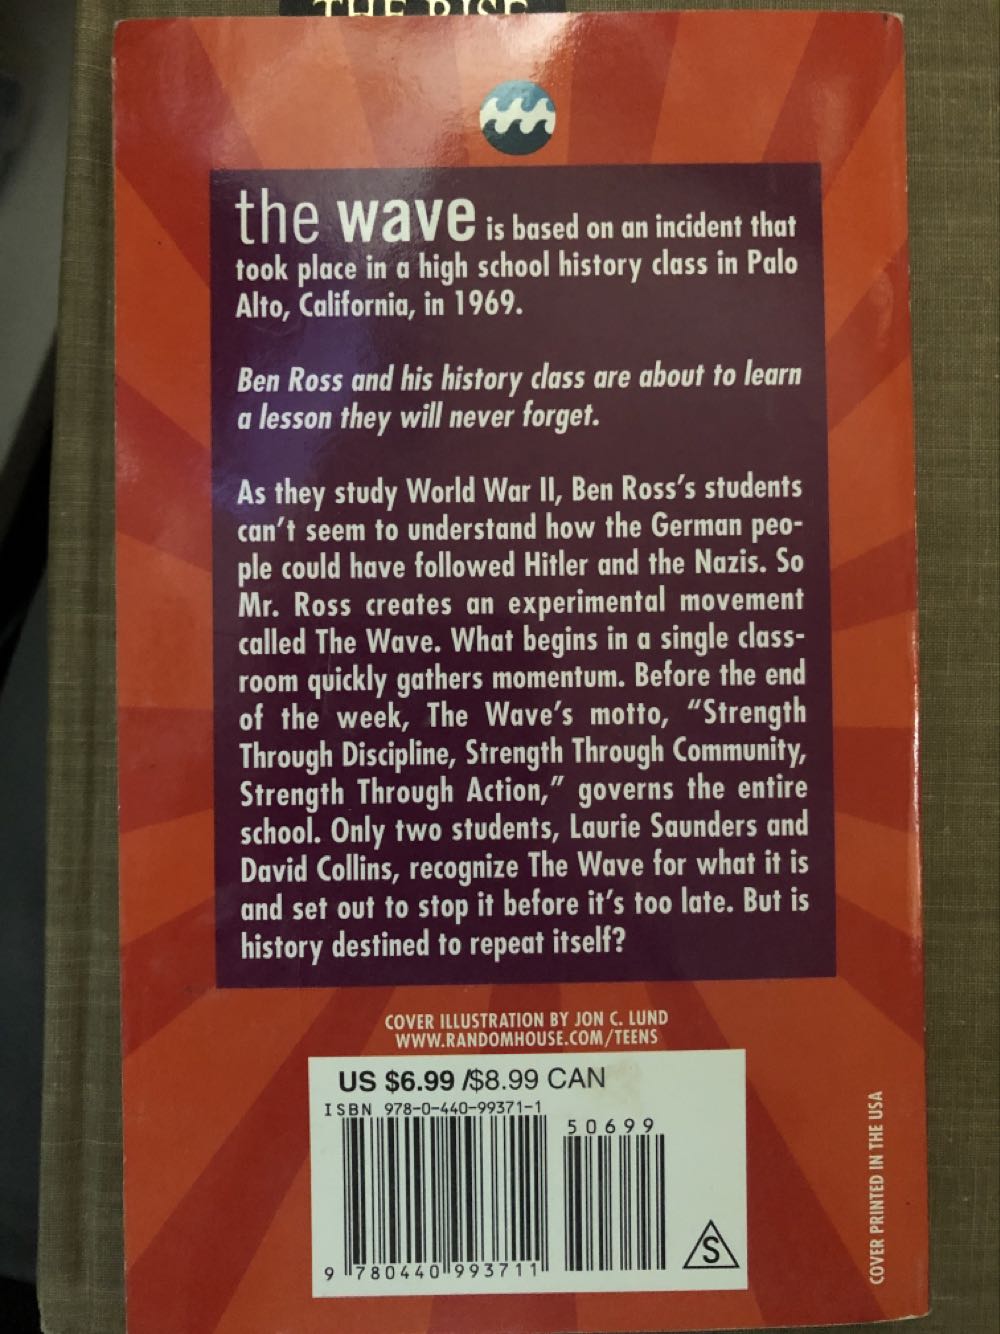 THE RISE
the wave is based on an incident that
took place in a high school history class in Palo
Alto, California, in 1969.
Ben Ross and his history class are about to learn
a lesson they will never forget.
As they study World War II, Ben Ross's students
can't seem to understand how the German peo-
ple could have followed Hitler and the Nazis. So
Mr. Ross creates an experimental movement
called The Wave. What begins in a single class-
room quickly gathers momentum. Before the end
of the week, The Wave's motto, "Strength
Through Discipline, Strength Through Community,
Strength Through Action," governs the entire
school. Only two students, Laurie Saunders and
David Collins, recognize The Wave for what it is
and set out to stop it before it's too late. But is
history destined to repeat itself?
COVER ILLUSTRATION BY JON C. LUND
WWW.RANDOMHOUSE.COM/TEENS
US $6.99 /$8.99 CAN
ISBN 978-0-440-99371-1
50699
9 780440 993711
S
COVER PRINTED IN THE USA